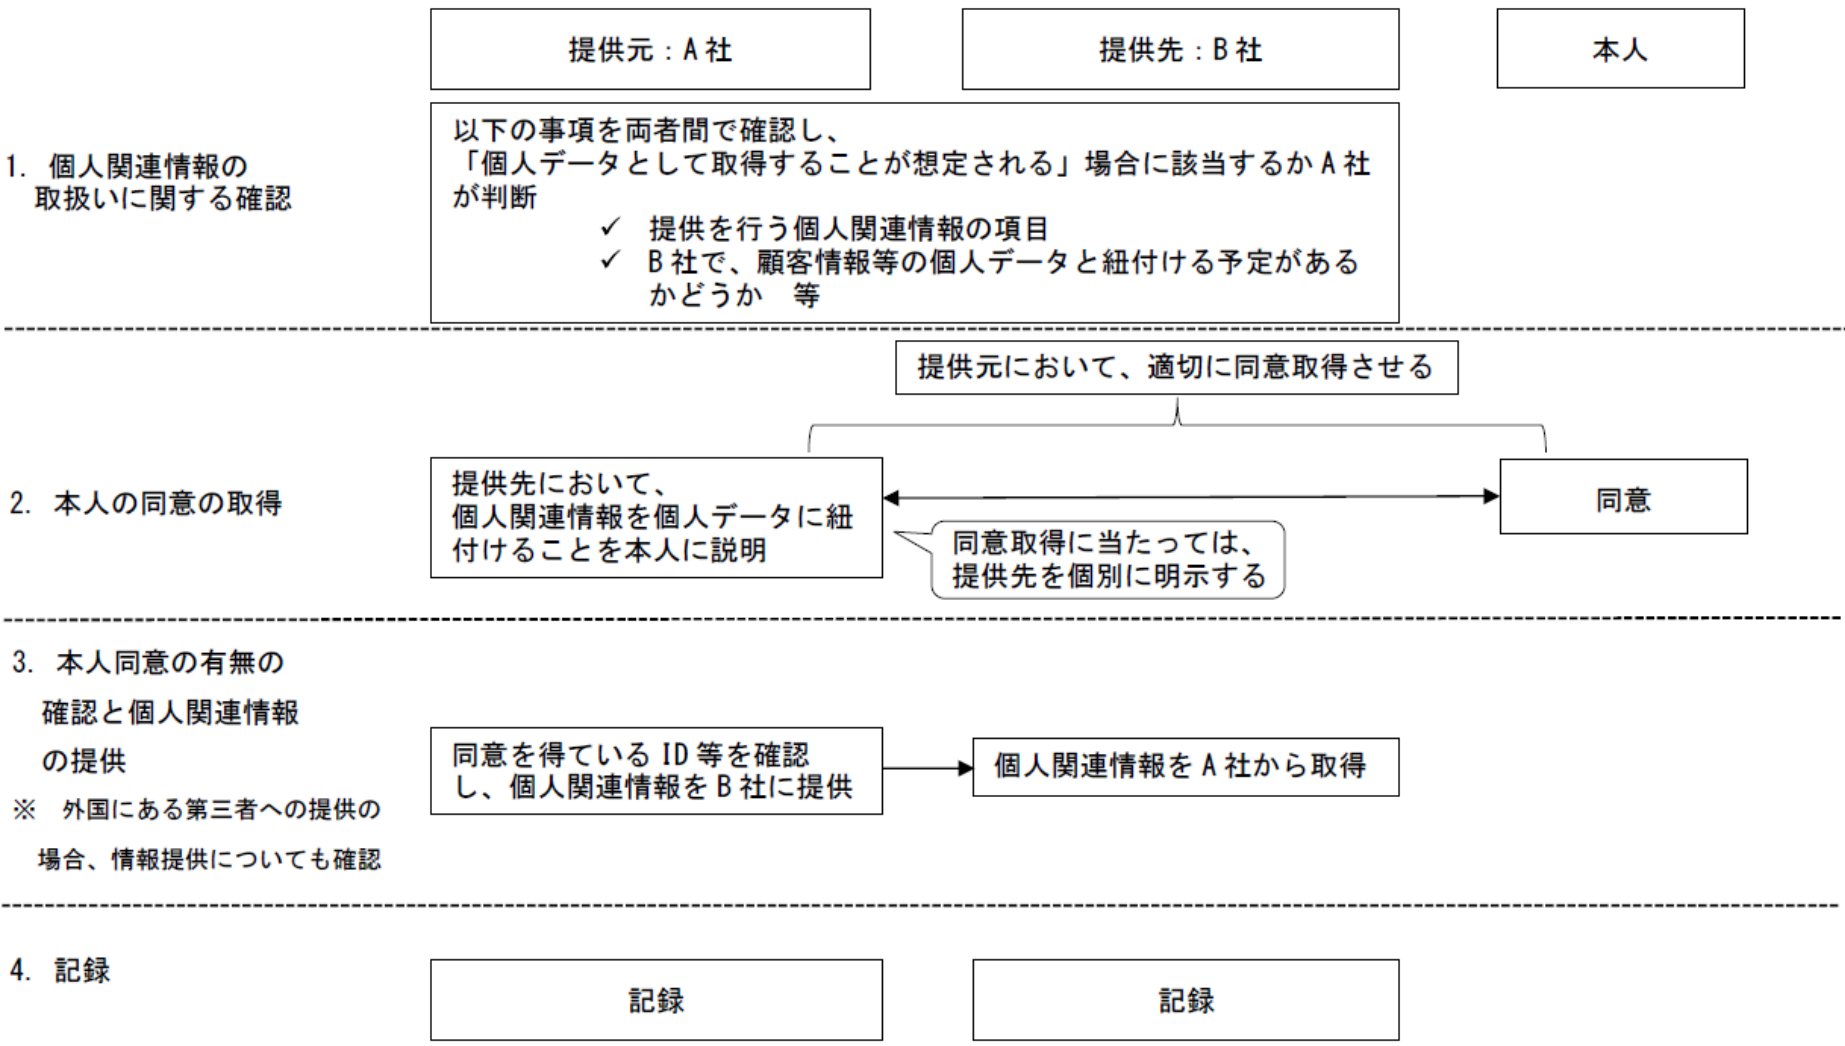 提供元：A社
提供先：B社
本人
1. 個人関連情報の
取扱いに関する確認
以下の事項を両者間で確認し、
「個人データとして取得することが想定される」場合に該当するかA社
が判断
✓ 提供を行う個人関連情報の項目
✓ B社で、顧客情報等の個人データと紐付ける予定がある
かどうか　等
提供元において、適切に同意取得させる
2. 本人の同意の取得
提供先において、
個人関連情報を個人データに紐
付けることを本人に説明
同意
同意取得に当たっては、
提供先を個別に明示する
3. 本人同意の有無の
確認と個人関連情報
の提供
※　外国にある第三者への提供の
場合、情報提供についても確認
同意を得ている ID 等を確認
し、個人関連情報をB社に提供
個人関連情報をA社から取得
4. 記録
記録
記録